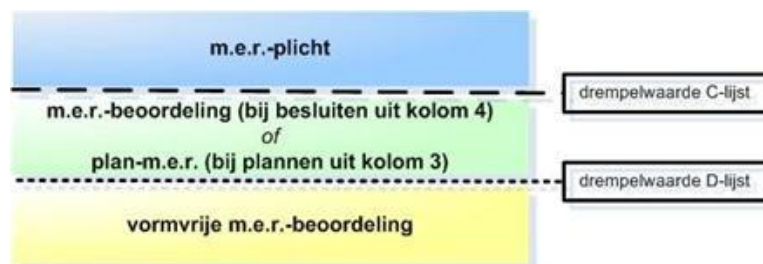 m.e.r.-plicht
drempelwaarde C-lijst
m.e.r.-beoordeling (bij besluiten uit kolom 4)
of
plan-m.e.r. (bij plannen uit kolom 3)
drempelwaarde D-lijst
vormvrije m.e.r.-beoordeling